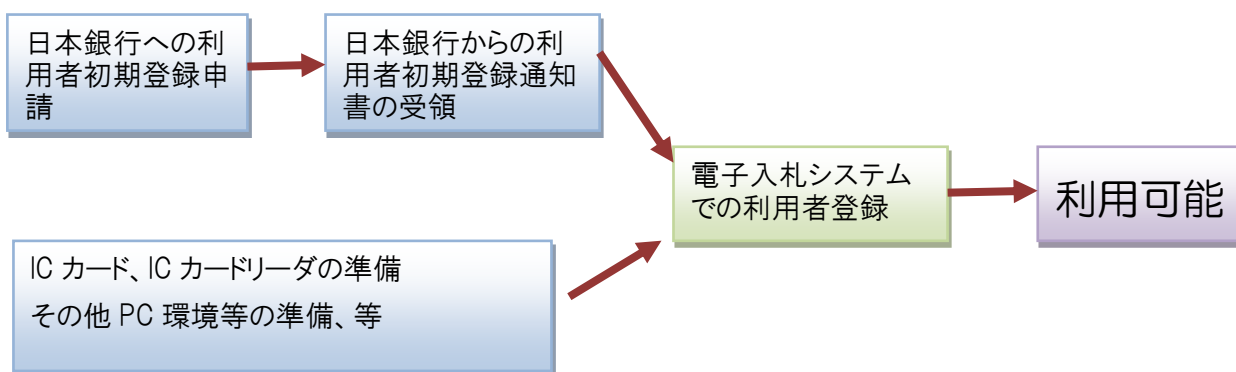 日本銀行への利
用者初期登録申
請
日本銀行からの利
用者初期登録通知
書の受領
電子入札システム
での利用者登録
利用可能
IC カード、IC カードリーダの準備
その他 PC 環境等の準備、等